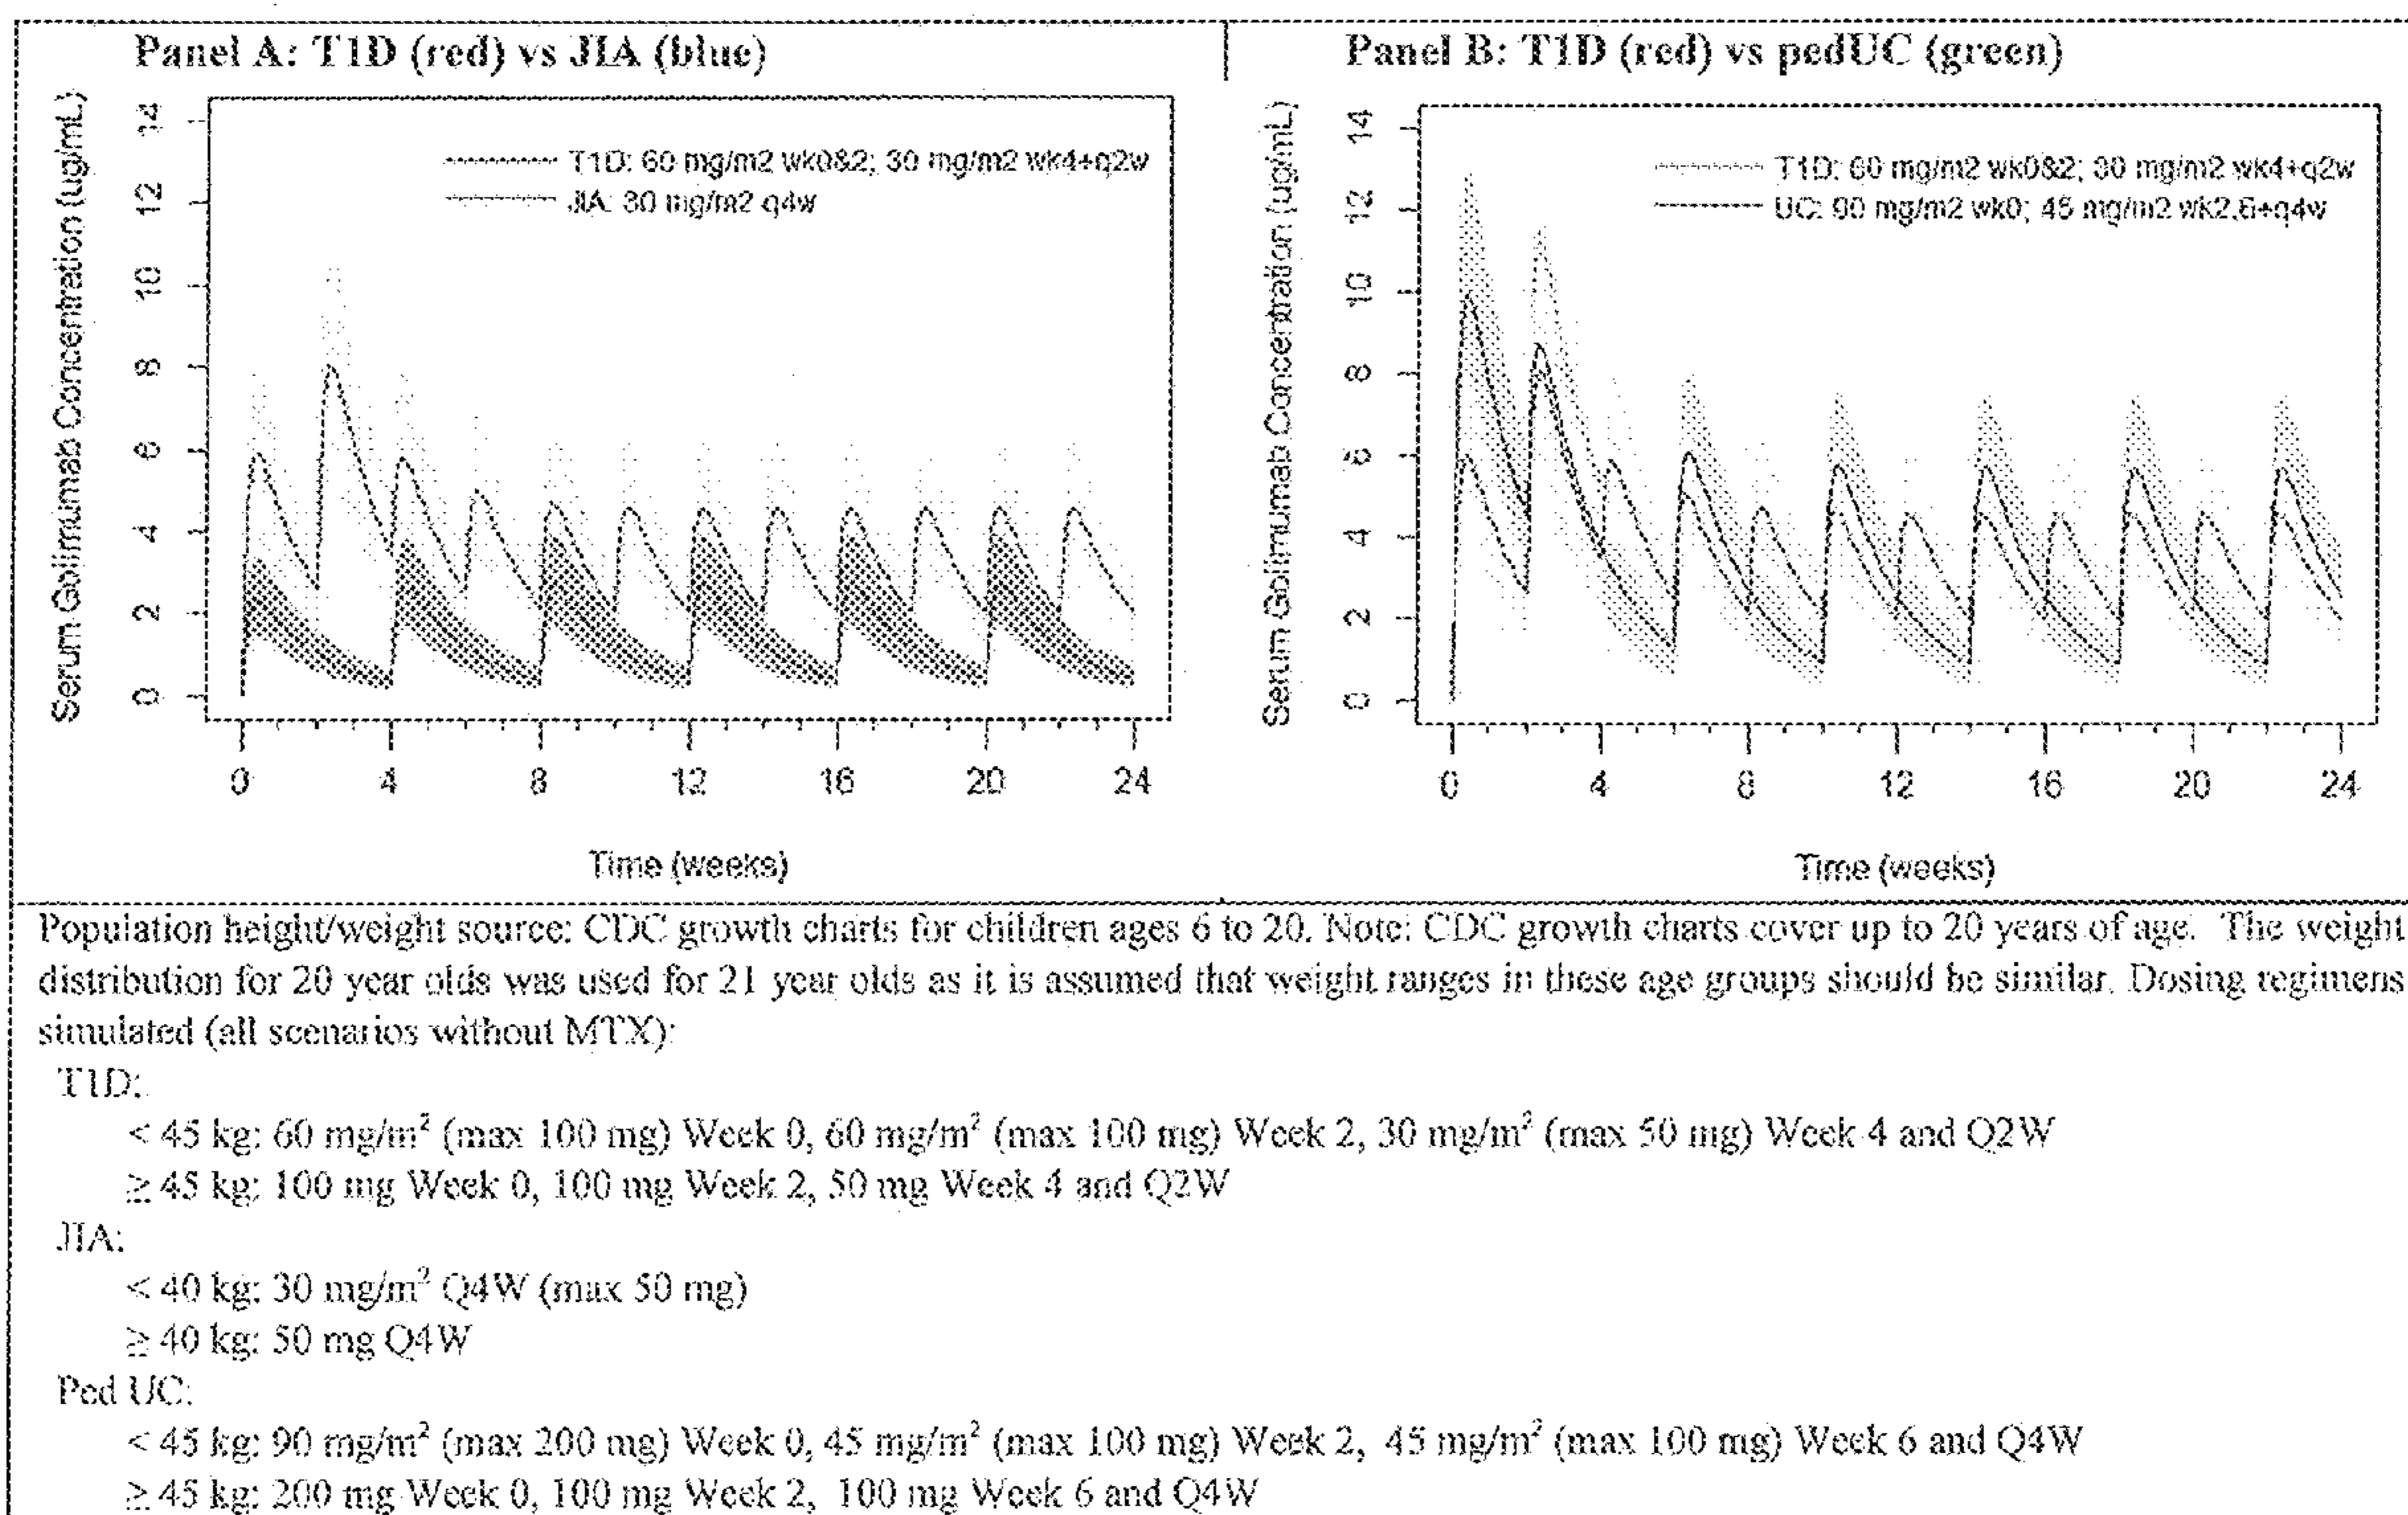 Panel A: T1D (red) vs JIA (blue)
Serum Golimumab Concentration (ug/mL)
14
12
10
8
6
4
2
0
T1D: 60 mg/m2 wk0&2; 30 mg/m2 wk4+q2w
JIA: 30 mg/m2 q4w
0 4 8 12 16 20 24
Time (weeks)
Panel B: T1D (red) vs pedUC (green)
Serum Golimumab Concentration (ug/mL)
14
12
10
8
6
4
2
0
T1D: 60 mg/m2 wk0&2; 30 mg/m2 wk4+q2w
UC: 90 mg/m2 wk0; 45 mg/m2 wk2,6+q4w
0 4 8 12 16 20 24
Time (weeks)
Population height/weight source: CDC growth charts for children ages 6 to 20. Note: CDC growth charts cover up to 20 years of age. The weight
distribution for 20 year olds was used for 21 year olds as it is assumed that weight ranges in these age groups should be similar. Dosing regimens
simulated (all scenarios without MTX):
T1D:
< 45 kg: 60 mg/m² (max 100 mg) Week 0, 60 mg/m² (max 100 mg) Week 2, 30 mg/m² (max 50 mg) Week 4 and Q2W
≥ 45 kg: 100 mg Week 0, 100 mg Week 2, 50 mg Week 4 and Q2W
JIA:
< 40 kg: 30 mg/m² Q4W (max 50 mg)
≥ 40 kg: 50 mg Q4W
Ped UC:
< 45 kg: 90 mg/m² (max 200 mg) Week 0, 45 mg/m² (max 100 mg) Week 2, 45 mg/m² (max 100 mg) Week 6 and Q4W
≥ 45 kg: 200 mg Week 0, 100 mg Week 2, 100 mg Week 6 and Q4W